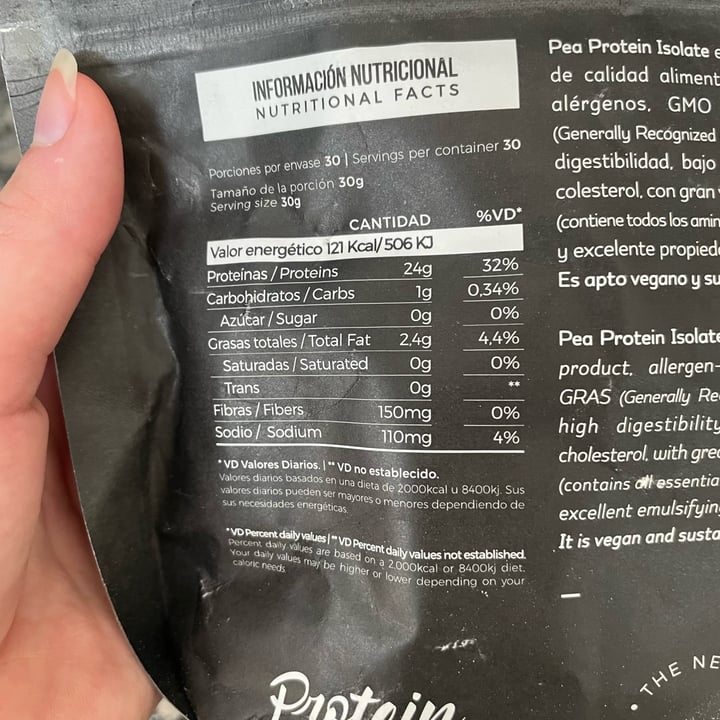 INFORMACIÓN NUTRICIONAL
NUTRITIONAL FACTS
Porciones por envase 30 | Servings per container 30
Tamaño de la porción 30g
Serving size 30g
CANTIDAD %VD*
Valor energético 121 Kcal/506 KJ
Proteínas / Proteins 24g 32%
Carbohidratos / Carbs 1g 0,34%
Azúcar / Sugar 0g 0%
Grasas totales / Total Fat 2,4g 4,4%
Saturadas / Saturated 0g 0%
Trans 0g **
Fibras / Fibers 150mg 0%
Sodio / Sodium 110mg 4%
* VD Valores Diarios. | ** VD no establecido.
Valores diarios basados en una dieta de 2000kcal u 8400kj. Sus
valores diarios pueden ser mayores o menores dependiendo de
sus necesidades energéticas.
*VD Percent daily values | ** VD Percent daily values not established.
Percent daily values are based on a 2.000kcal or 8400kj diet.
Your daily values may be higher or lower depending on your
caloric needs
Protein
Pea Protein Isolate e
de calidad aliment
alérgenos, GMO
(Generally Recognized
digestibilidad, bajo
colesterol, con gran
(contiene todos los amin
y excelente propied
Es apto vegano y su
Pea Protein Isolate
product, allergen-
GRAS (Generally Re
high digestibility
cholesterol, with grea
(contains all essentia
excellent emulsifyin
It is vegan and susta
• THE NE